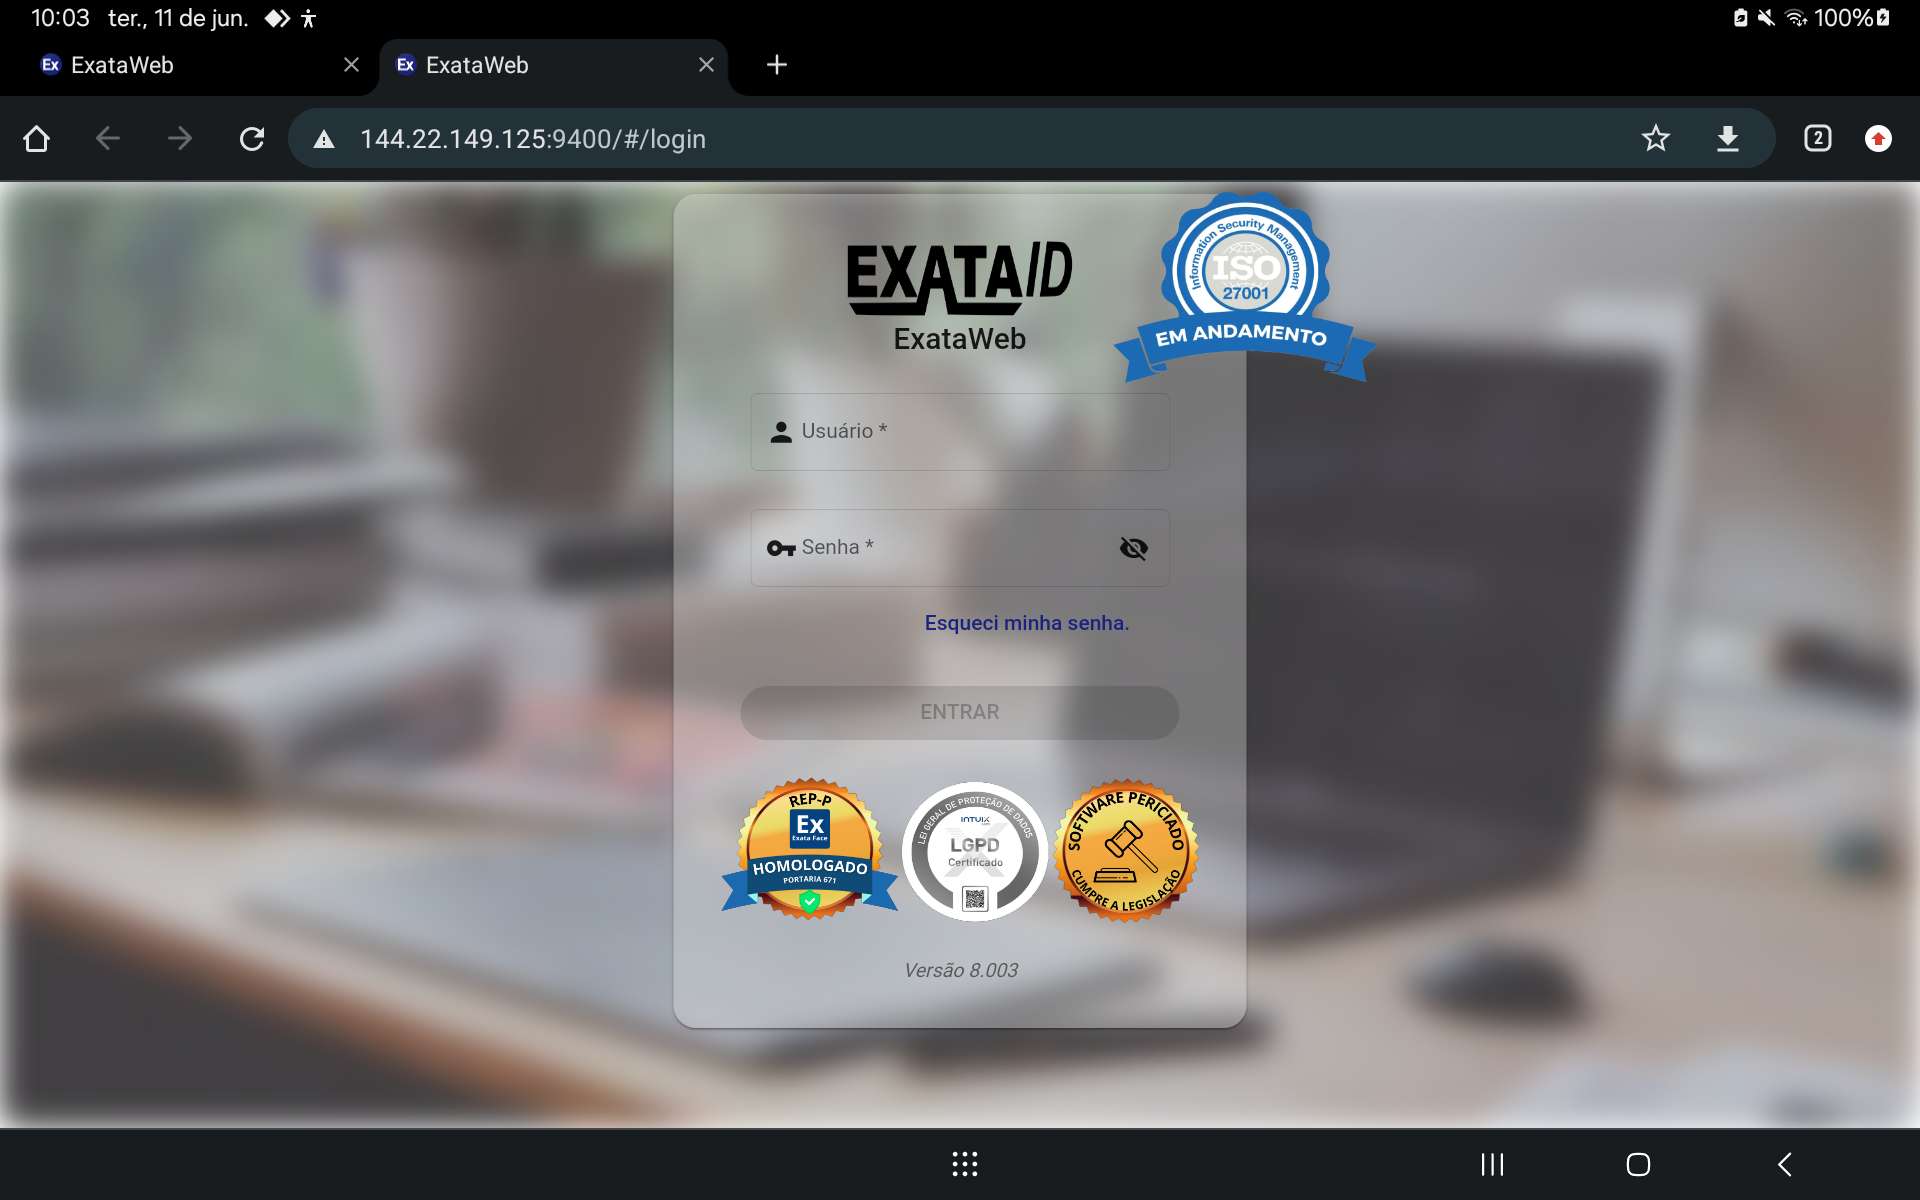 10:03 ter., 11 de jun. 100%
Ex ExataWeb
Ex ExataWeb
144.22.149.125:9400/#/login 2
EXATAID
ExataWeb
Information Security Management
ISO
27001
EM ANDAMENTO
Usuário *
Senha *
Esqueci minha senha.
ENTRAR
REP-P
Ex
Exata Face
HOMOLOGADO
PORTARIA 671
LEI GERAL DE PROTEÇÃO DE DADOS
INTUIX
LGPD
Certificado
SOFTWARE PERICIADO
CUMPRE A LEGISLAÇÃO
Versão 8.003